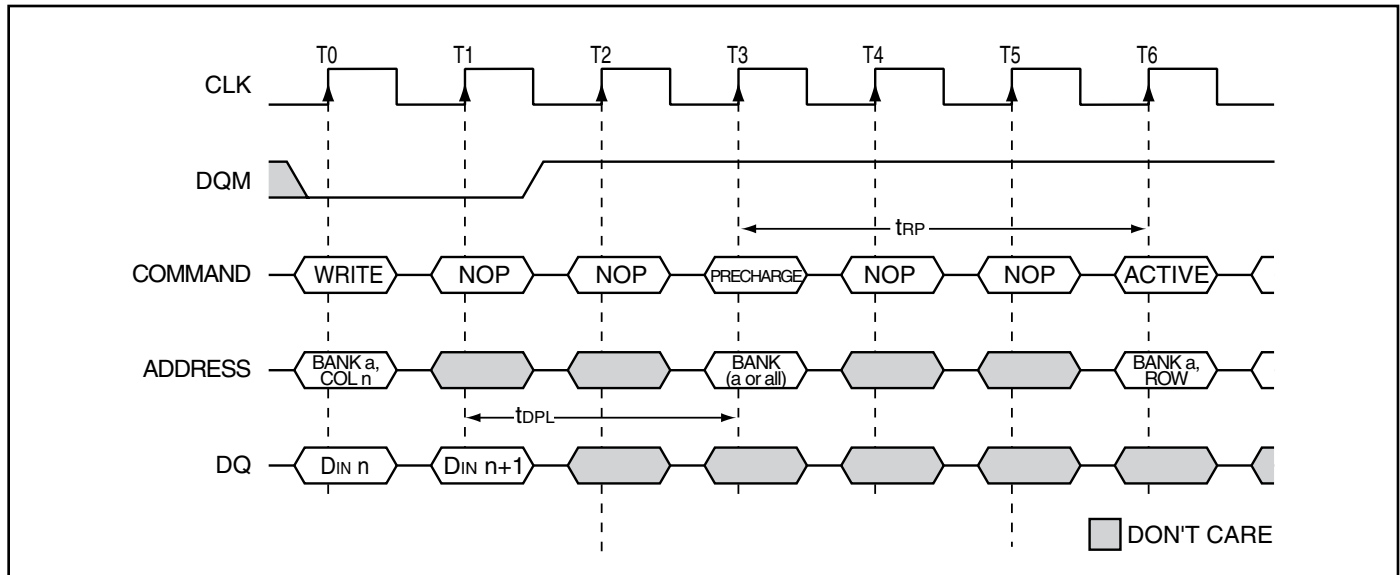 T0 T1 T2 T3 T4 T5 T6
CLK
DQM
tRP
COMMAND WRITE NOP NOP PRECHARGE NOP NOP ACTIVE
ADDRESS BANK a, COL n BANK (a or all) BANK a, ROW
tDPL
DQ DIN n DIN n+1
DON'T CARE